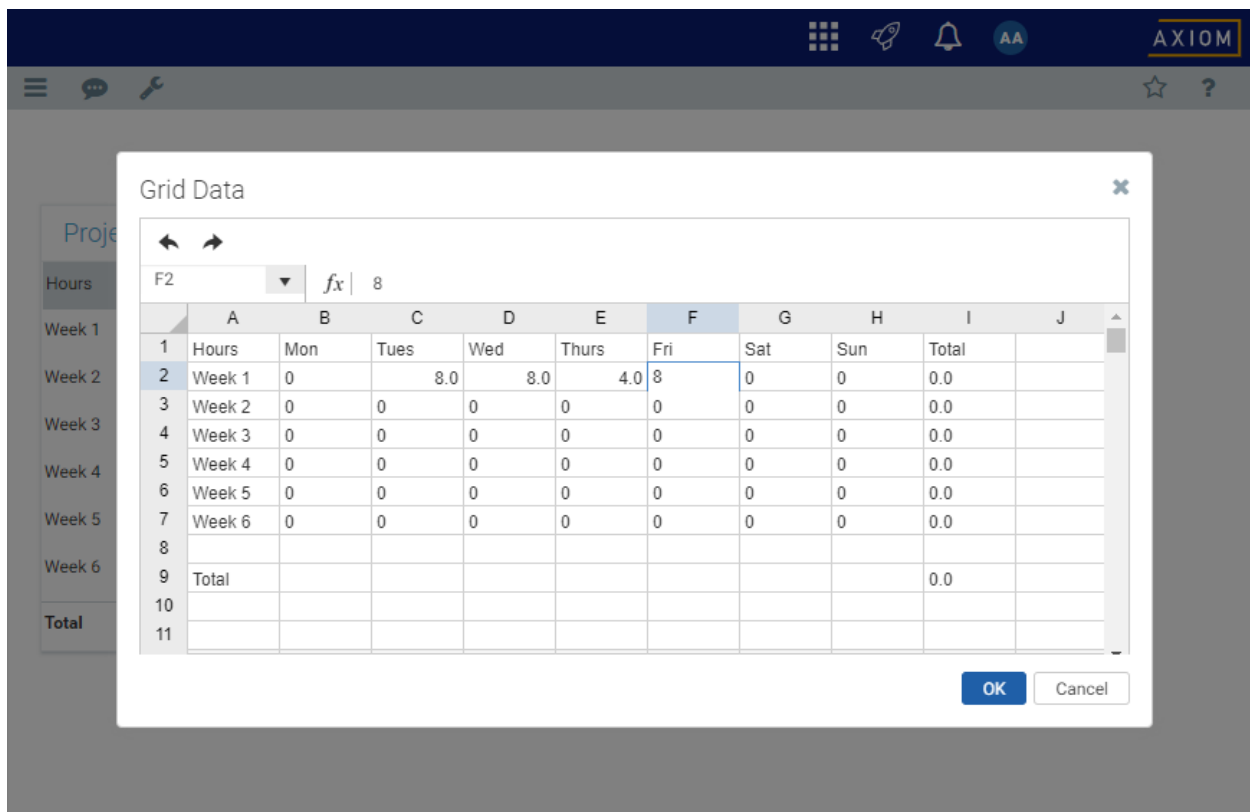 AA AXIOM
?
Grid Data
Proje
F2 fx 8
A B C D E F G H I J
1 Hours Mon Tues Wed Thurs Fri Sat Sun Total
2 Week 1 0 8.0 8.0 4.0 8 0 0 0.0
3 Week 2 0 0 0 0 0 0 0 0.0
4 Week 3 0 0 0 0 0 0 0 0.0
5 Week 4 0 0 0 0 0 0 0 0.0
6 Week 5 0 0 0 0 0 0 0 0.0
7 Week 6 0 0 0 0 0 0 0 0.0
8
9 Total 0.0
10
11
Hours
Week 1
Week 2
Week 3
Week 4
Week 5
Week 6
Total
OK Cancel